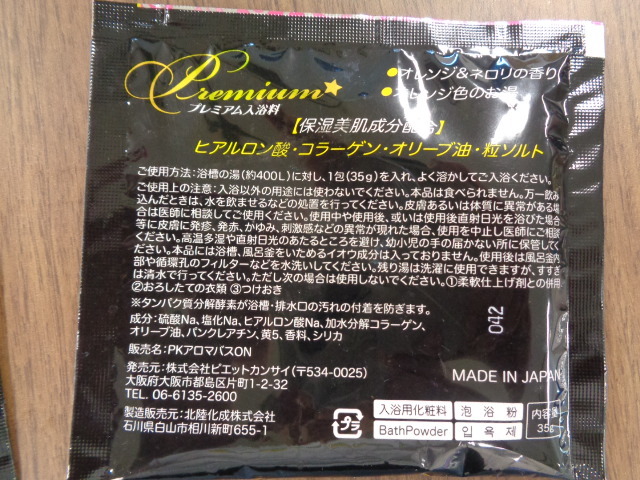 Premium
プレミアム入浴料
●オレンジ&ネロリの香り
●オレンジ色のお湯
【保湿美肌成分配合】
ヒアルロン酸・コラーゲン・オリーブ油・粒ソルト
ご使用方法:浴槽の湯(約400L)に対し、1包(35g)を入れ、よく溶かしてご入浴ください。
ご使用上の注意:入浴以外の用途には使わないでください。本品は食べられません。万一飲み
込んだときは、水を飲ませるなどの処置を行ってください。皮膚あるいは体質に異常がある場
合は医師に相談してご使用ください。使用中や使用後、或いは使用後直射日光を浴びた場合
等に皮膚に発疹、発赤、かゆみ、刺激感などの異常が現れた場合、使用を中止し医師にご相
ください。高温多湿や直射日光のあたるところを避け、幼小児の手の届かない所に保管して
ください。本品には浴槽、風呂釜をいためるイオウ成分は入っておりません。使用後は風呂釜内
部や循環孔のフィルターなどを水洗いしてください。残り湯は洗濯に使用できますが、すすぎ
は清水で行ってください。ただし次の場合は使用しないでください。①柔軟仕上げ剤との併用
②おろしたての衣類 ③つけおき
※タンパク質分解酵素が浴槽・排水口の汚れの付着を防ぎます。
成分:硫酸Na、塩化Na、ヒアルロン酸Na、加水分解コラーゲン、
オリーブ油、パンクレアチン、黄5、香料、シリカ
販売名:PKアロマバスON
発売元:株式会社ピエットカンサイ(〒534-0025)
大阪府大阪市都島区片町1-2-32
TEL. 06-6135-2600
製造販売元:北陸化成株式会社
石川県白山市相川新町655-1
042
MADE IN JAPAN
プラ
入浴用化粧料 泡浴粉 内容量
BathPowder 입욕제 35g